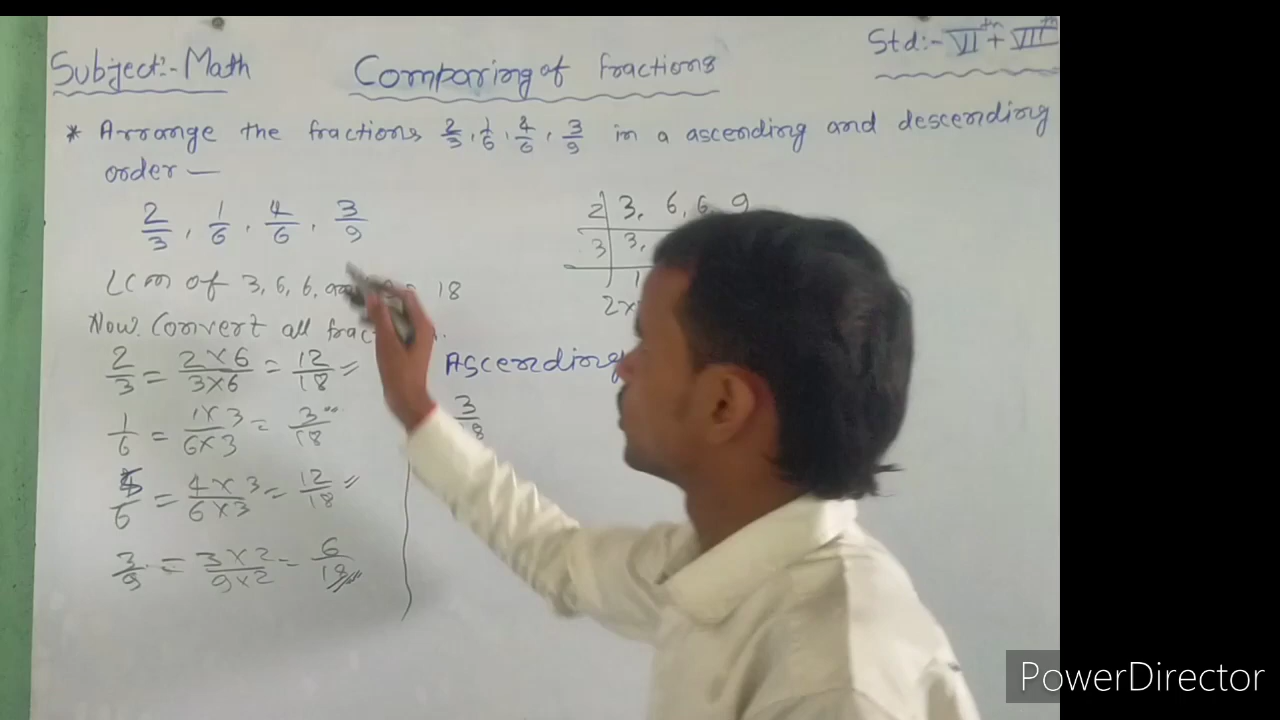 Subject:- Math
Comparing of fractions
Std:- VIth + VIIth
* Arrange the fractions 2/3, 1/6, 4/6, 3/9 in a ascending and descending
order —
2/3, 1/6, 4/6, 3/9
LCM of 3, 6, 6, 18
Now. Convert all
2/3 = 2×6/3×6 = 12/18
1/6 = 1×3/6×3 = 3/18
4/6 = 4×3/6×3 = 12/18
3/9 = 3×2/9×2 = 6/18
2 | 3, 6, 6, 9
3 | 3,
1
2×
Ascending
3/18
PowerDirector